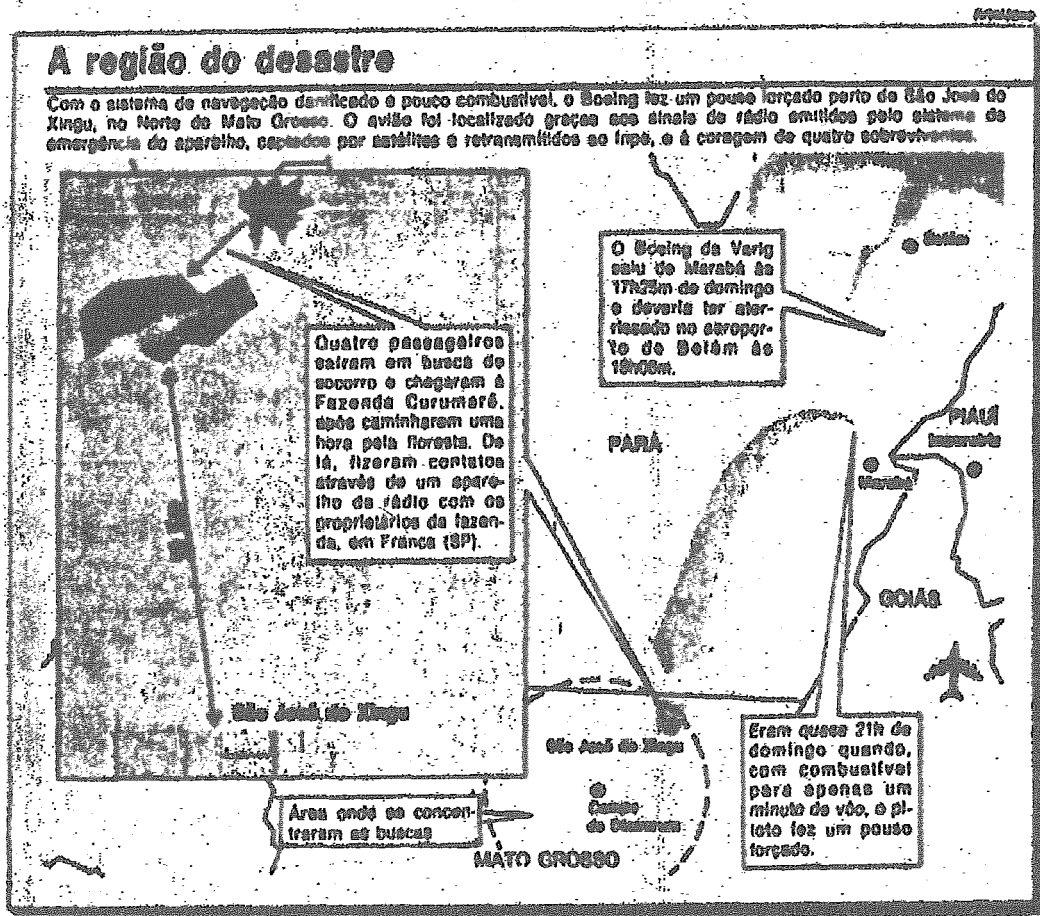 A região do desastre
Com o sistema de navegação danificado e pouco combustível, o Boeing fez um pouso forçado perto de São José do
Xingu, no Norte de Mato Grosso. O avião foi localizado graças aos sinais de rádio emitidos pelo sistema de
emergência do aparelho, captados por satélites e retransmitidos ao Inpe, e à coragem de quatro sobreviventes.
O Boeing da Varig
saiu de Marabá às
17h25m de domingo
e deveria ter ater-
rissado no aeropor-
to de Belém às
Belém
Quatro passageiros
saíram em busca de
socorro e chegaram à
Fazenda Curumaré,
após caminharem uma
hora pela floresta. De
lá, fizeram contatos
através de um apare-
lho de rádio com os
proprietários da fazen-
da, em Franca (SP).
PARÁ
PIAUÍ
Imperatriz
Marabá
GOIÁS
São José do Xingu
São José do Xingu
Eram quase 21h de
domingo quando,
com combustível
para apenas um
minuto de vôo, o pi-
loto fez um pouso
forçado.
Área onde se concen-
traram as buscas
MATO GROSSO